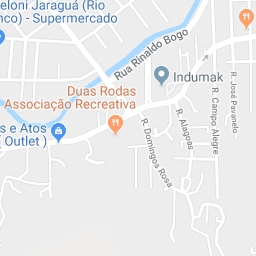 eloni Jaraguá (Rio
nco) - Supermercado
Rua Rinaldo Bogo
Indumak
Duas Rodas
Associação Recreativa
s e Atos
( Outlet )
R. Domingos Rosa
R. Alagoas
R. Campo Alegre
R. José Pavanelo